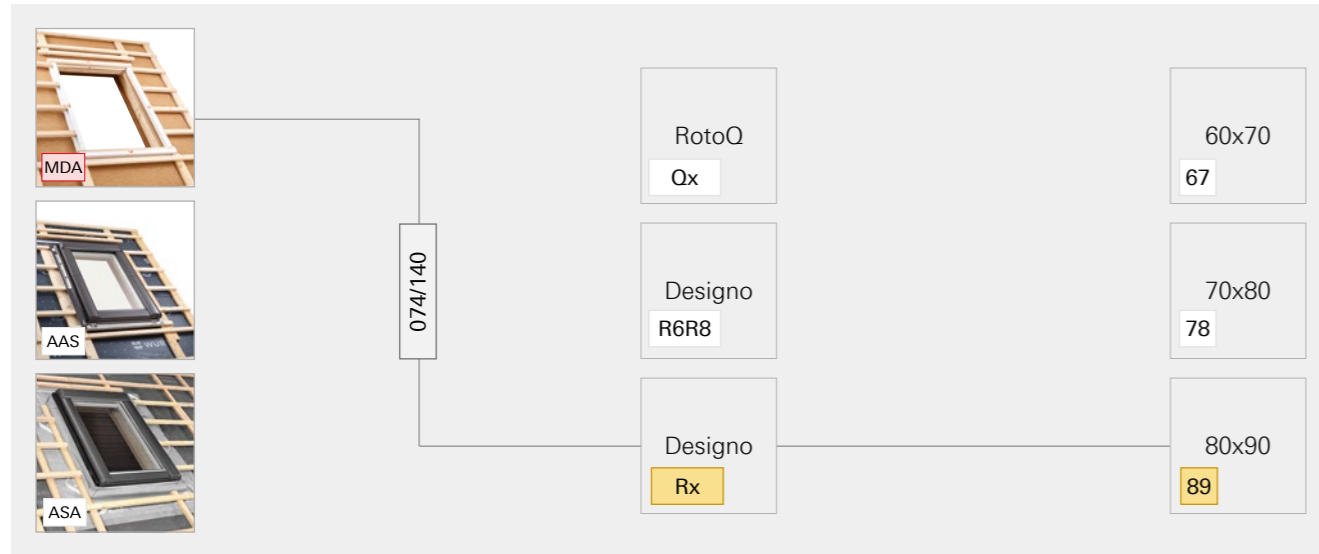 MDA
AAS
ASA
074/140
RotoQ
Qx
Designo
R6R8
Designo
Rx
60x70
67
70x80
78
80x90
89